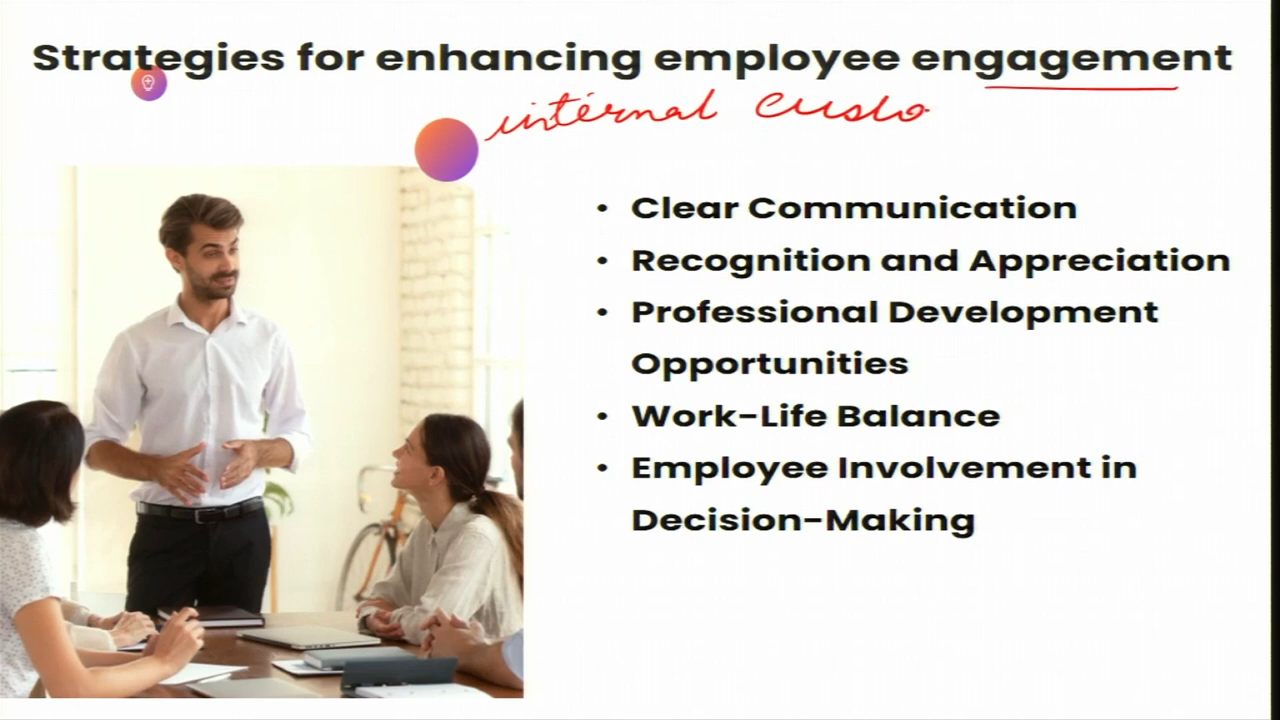 Strategies for enhancing employee engagement
internal custo
• Clear Communication
• Recognition and Appreciation
• Professional Development
Opportunities
• Work-Life Balance
• Employee Involvement in
Decision-Making